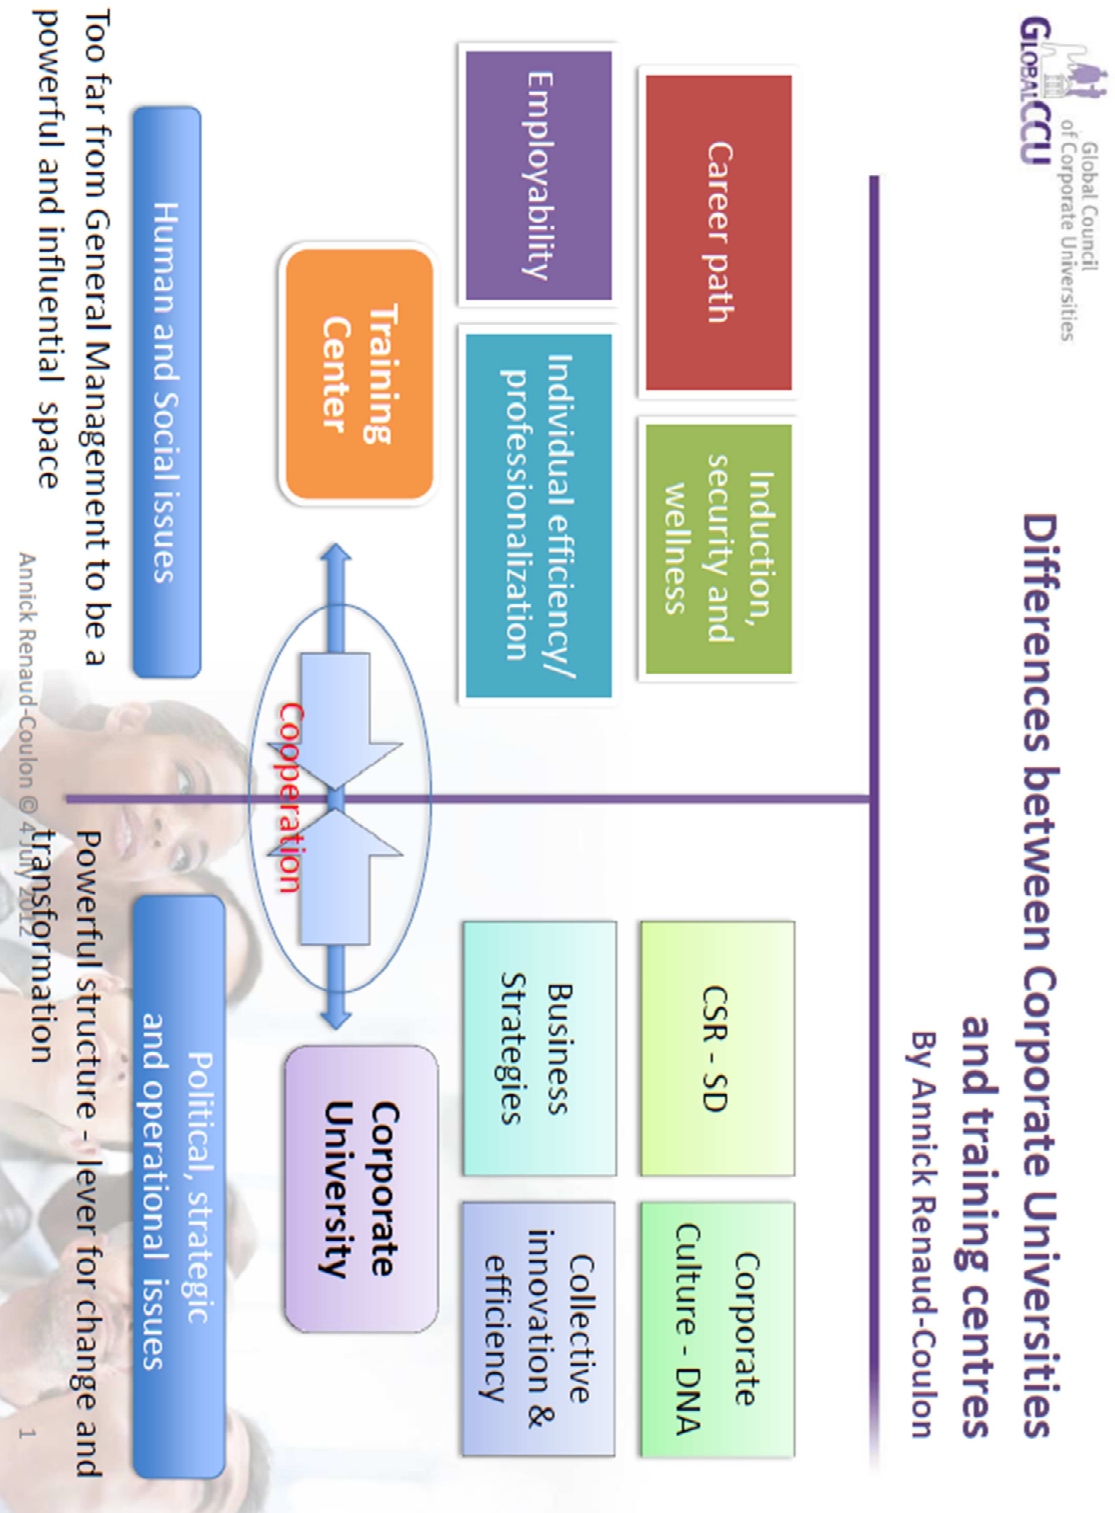 Global Council
of Corporate Universities
GLOBALCCU
Differences between Corporate Universities
and training centres
By Annick Renaud-Coulon
Career path
Induction,
security and
wellness
CSR - SD
Corporate
Culture - DNA
Employability
Individual efficiency/
professionalization
Business
Strategies
Collective
innovation &
efficiency
Training
Center
Cooperation
Corporate
University
Human and Social issues
Political, strategic
and operational issues
Too far from General Management to be a
powerful and influential space
Powerful structure - lever for change and
transformation
Annick Renaud-Coulon © 4 July 2012
1